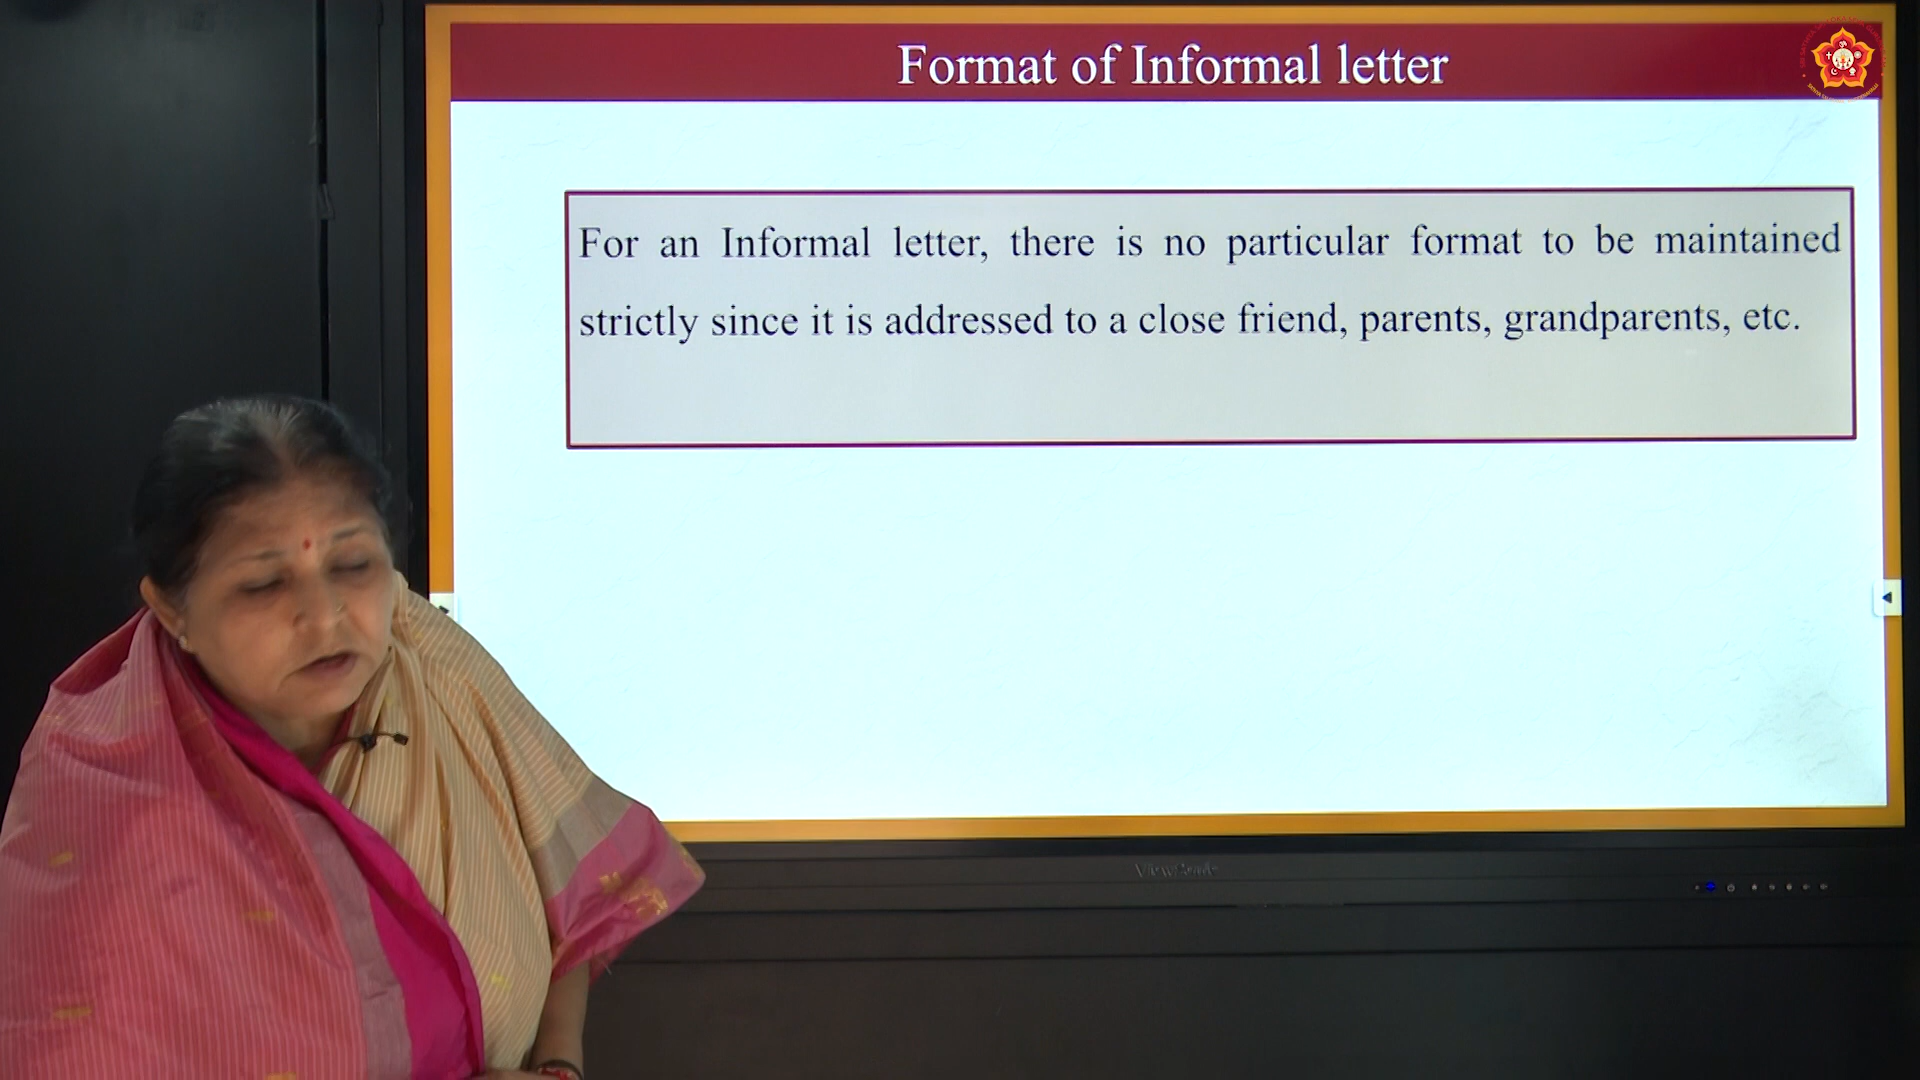 Format of Informal letter
For an Informal letter, there is no particular format to be maintained
strictly since it is addressed to a close friend, parents, grandparents, etc.
ViewSonic